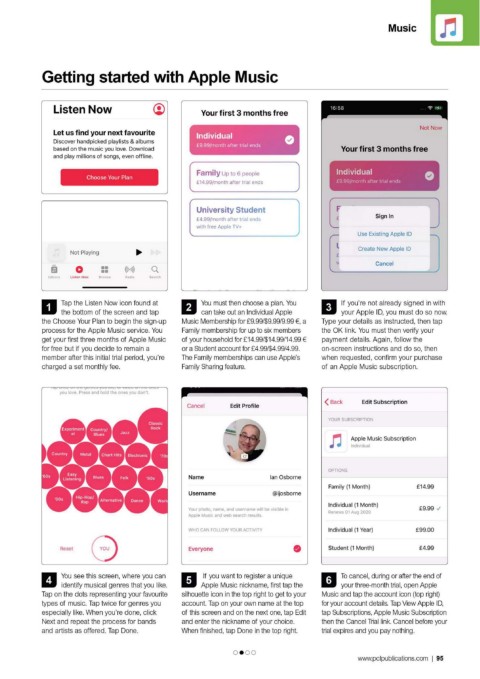 Music
Getting started with Apple Music
Listen Now
Let us find your next favourite
Discover handpicked playlists & albums
based on the music you love. Download
and play millions of songs, even offline.
Choose Your Plan
Not Playing
Library
Listen Now
Browse
Radio
Search
Your first 3 months free
Individual
£9.99/month after trial ends
Family Up to 6 people
£14.99/month after trial ends
University Student
£4.99/month after trial ends
with free Apple TV+
16:58
Not Now
Your first 3 months free
Individual
£9.99/month after trial ends
Sign In
Use Existing Apple ID
Create New Apple ID
Cancel
1 Tap the Listen Now icon found at
the bottom of the screen and tap
the Choose Your Plan to begin the sign-up
process for the Apple Music service. You
get your first three months of Apple Music
for free but if you decide to remain a
member after this initial trial period, you're
charged a set monthly fee.
2 You must then choose a plan. You
can take out an Individual Apple
Music Membership for £9.99/$9.99/9.99 €, a
Family membership for up to six members
of your household for £14.99/$14.99/14.99 €
or a Student account for £4.99/$4.99/4.99.
The Family memberships can use Apple's
Family Sharing feature.
3 If you're not already signed in with
your Apple ID, you must do so now.
Type your details as instructed, then tap
the OK link. You must then verify your
payment details. Again, follow the
on-screen instructions and do so, then
when requested, confirm your purchase
of an Apple Music subscription.
you love. Press and hold the ones you don't
Classic
Rock
Country
Music
Jazz
Country
Metal
Chart Hits
Electronic
Easy
Listening
Blues
Folk
Hip-Hop/
Rap
Alternative
Dance
Reset
YOU
Cancel
Edit Profile
Name
Ian Osborne
Username
@ijosborne
Your photo, name, and username will be visible in
Apple Music and web search results.
WHO CAN FOLLOW YOUR ACTIVITY
Everyone
Back
Edit Subscription
YOUR SUBSCRIPTION
Apple Music Subscription
Individual
OPTIONS
Family (1 Month)
£14.99
Individual (1 Month)
£9.99
Individual (1 Year)
£99.00
Student (1 Month)
£4.99
4 You see this screen, where you can
identify musical genres that you like.
Tap on the dots representing your favourite
types of music. Tap twice for genres you
especially like. When you're done, click
Next and repeat the process for bands
and artists as offered. Tap Done.
5 If you want to register a unique
Apple Music nickname, first tap the
silhouette icon in the top right to get to your
account. Tap on your own name at the top
of this screen and on the next one, tap Edit
and enter the nickname of your choice.
When finished, tap Done in the top right.
6 To cancel, during or after the end of
your three-month trial, open Apple
Music and tap the account icon (top right)
for your account details. Tap View Apple ID,
tap Subscriptions, Apple Music Subscription
then the Cancel Trial link. Cancel before your
trial expires and you pay nothing.
www.pclpublications.com | 95